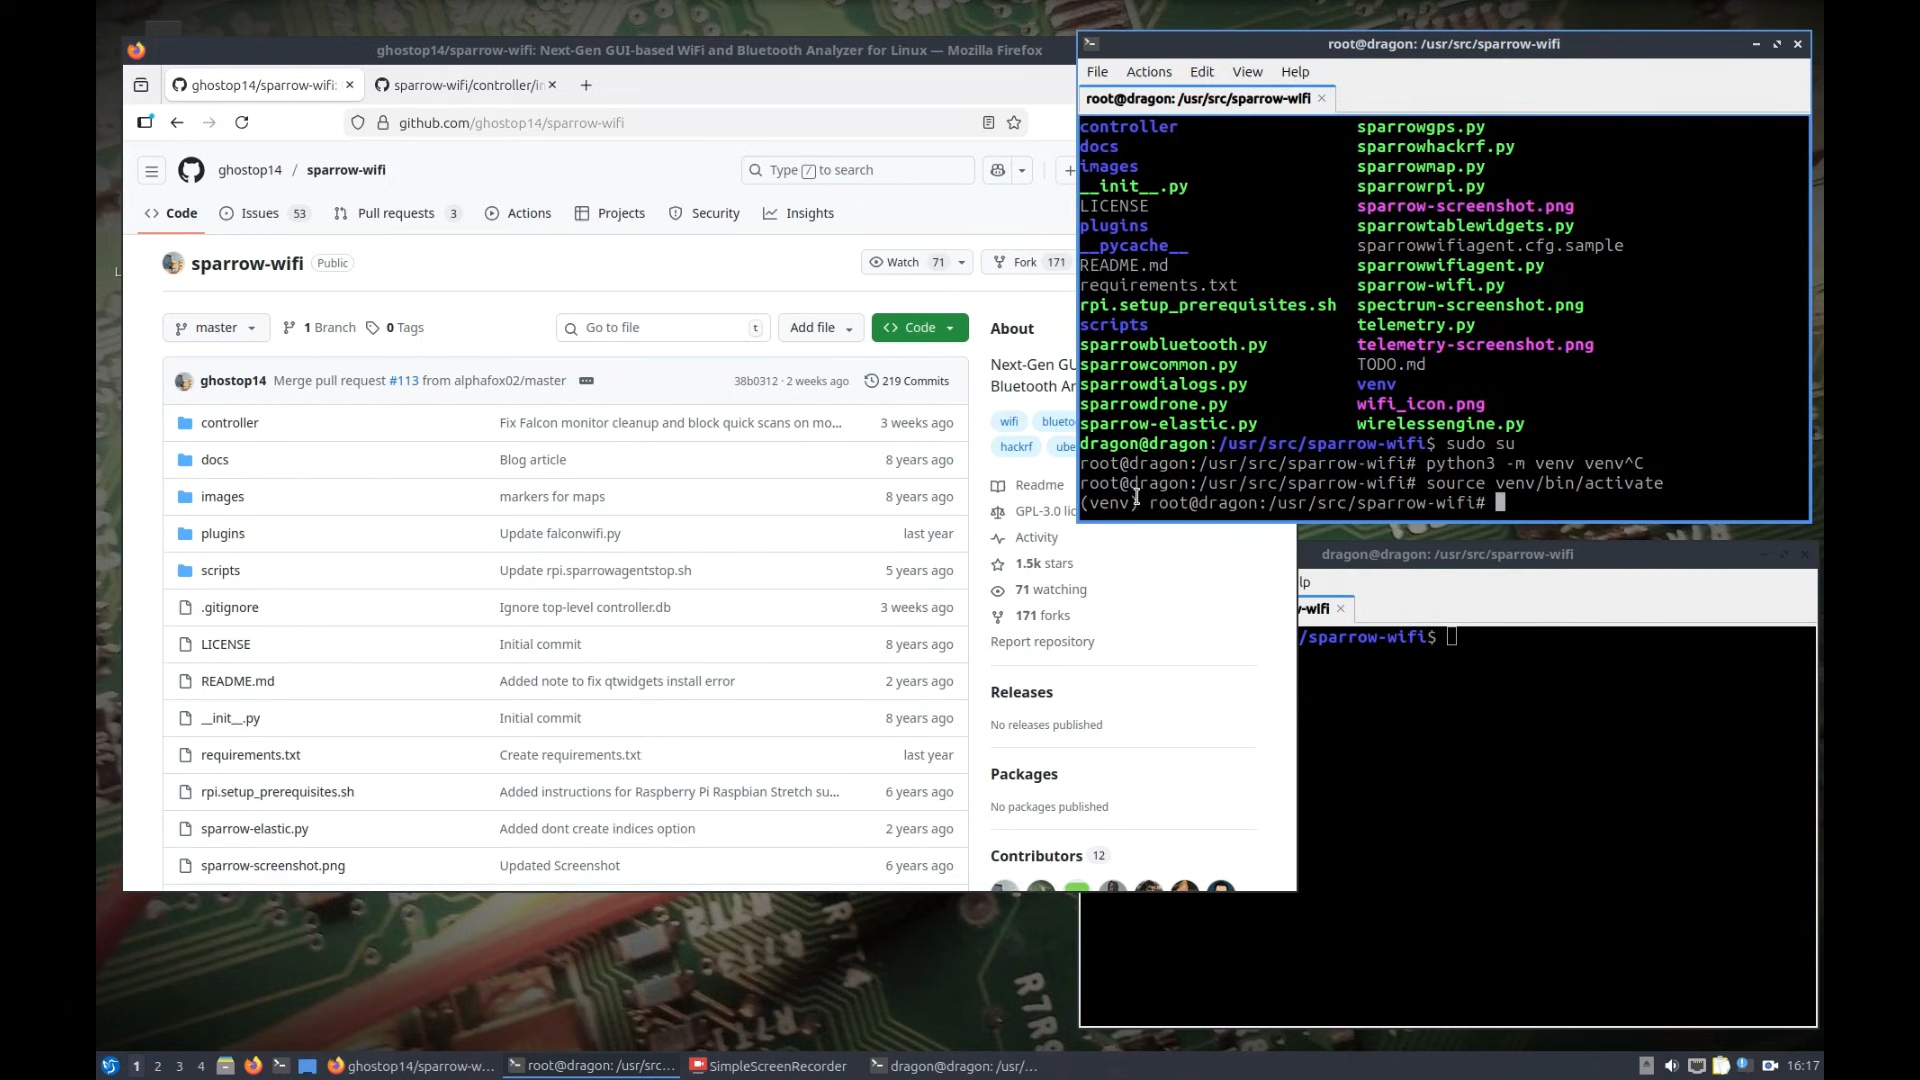 ghostop14/sparrow-wifi: Next-Gen GUI-based WiFi and Bluetooth Analyzer for Linux — Mozilla Firefox
ghostop14/sparrow-wifi:
sparrow-wifi/controller/in
github.com/ghostop14/sparrow-wifi
ghostop14 / sparrow-wifi
Type / to search
Code
Issues 53
Pull requests 3
Actions
Projects
Security
Insights
sparrow-wifi Public
Watch 71
Fork 171
master
1 Branch
0 Tags
Go to file t
Add file
Code
ghostop14 Merge pull request #113 from alphafox02/master
38b0312 · 2 weeks ago
219 Commits
controller Fix Falcon monitor cleanup and block quick scans on mo... 3 weeks ago
docs Blog article 8 years ago
images markers for maps 8 years ago
plugins Update falconwifi.py last year
scripts Update rpi.sparrowagentstop.sh 5 years ago
.gitignore Ignore top-level controller.db 3 weeks ago
LICENSE Initial commit 8 years ago
README.md Added note to fix qtwidgets install error 2 years ago
__init__.py Initial commit 8 years ago
requirements.txt Create requirements.txt last year
rpi.setup_prerequisites.sh Added instructions for Raspberry Pi Raspbian Stretch su... 6 years ago
sparrow-elastic.py Added dont create indices option 2 years ago
sparrow-screenshot.png Updated Screenshot 6 years ago
About
Next-Gen GU
Bluetooth An
wifi blueto
hackrf ube
Readme
GPL-3.0 lic
Activity
1.5k stars
71 watching
171 forks
Report repository
Releases
No releases published
Packages
No packages published
Contributors 12
root@dragon: /usr/src/sparrow-wifi
File Actions Edit View Help
root@dragon: /usr/src/sparrow-wifi
controller sparrowgps.py
docs sparrowhackrf.py
images sparrowmap.py
__init__.py sparrowrpi.py
LICENSE sparrow-screenshot.png
plugins sparrowtablewidgets.py
__pycache__ sparrowwifiagent.cfg.sample
README.md sparrowwifiagent.py
requirements.txt sparrow-wifi.py
rpi.setup_prerequisites.sh spectrum-screenshot.png
scripts telemetry.py
sparrowbluetooth.py telemetry-screenshot.png
sparrowcommon.py TODO.md
sparrowdialogs.py venv
sparrowdrone.py wifi_icon.png
sparrow-elastic.py wirelessengine.py
dragon@dragon:/usr/src/sparrow-wifi$ sudo su
root@dragon:/usr/src/sparrow-wifi# python3 -m venv venv^C
root@dragon:/usr/src/sparrow-wifi# source venv/bin/activate
(venv) root@dragon:/usr/src/sparrow-wifi#
dragon@dragon: /usr/src/sparrow-wifi
lp
-wifi
/sparrow-wifi$
1 2 3 4
ghostop14/sparrow-w...
root@dragon: /usr/src...
SimpleScreenRecorder
dragon@dragon: /usr/...
16:17